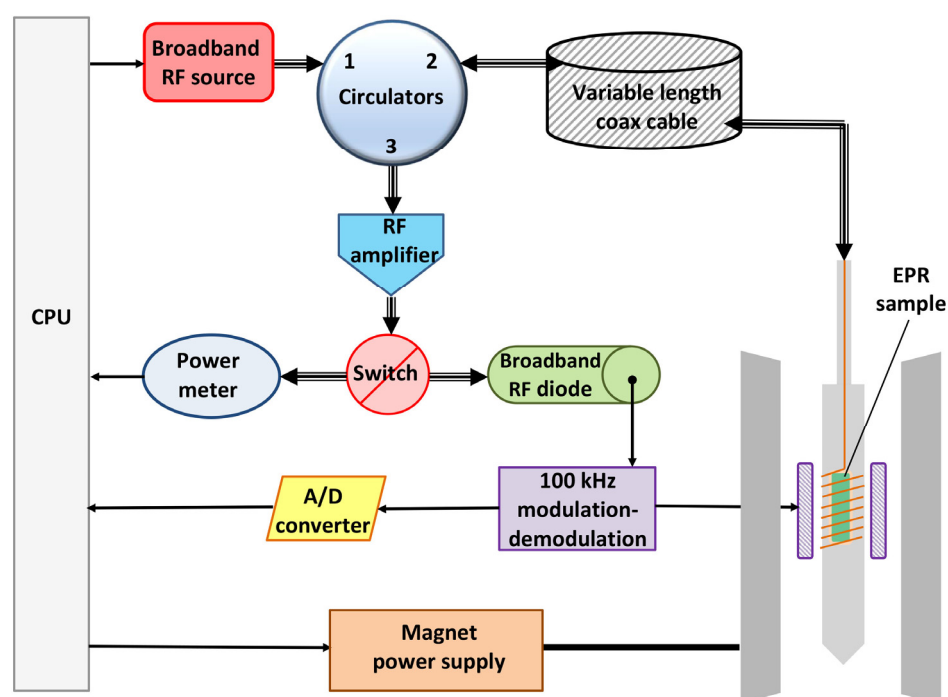 Broadband
RF source
1
2
Circulators
3
Variable length
coax cable
RF
amplifier
EPR
sample
CPU
Power
meter
Switch
Broadband
RF diode
A/D
converter
100 kHz
modulation-
demodulation
Magnet
power supply